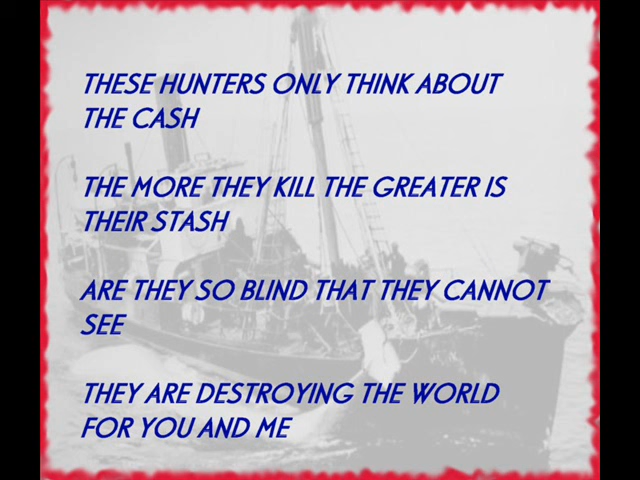 THESE HUNTERS ONLY THINK ABOUT
THE CASH
THE MORE THEY KILL THE GREATER IS
THEIR STASH
ARE THEY SO BLIND THAT THEY CANNOT
SEE
THEY ARE DESTROYING THE WORLD
FOR YOU AND ME